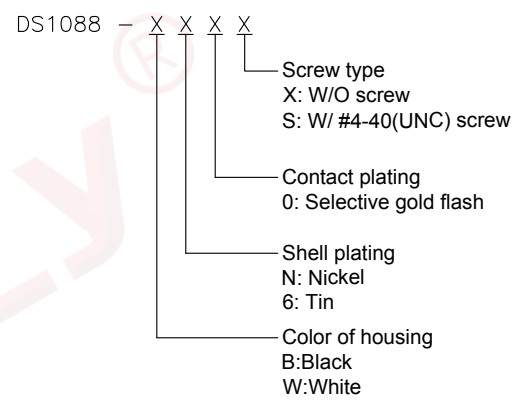 DS1088 - X X X X
Screw type
X: W/O screw
S: W/ #4-40(UNC) screw
Contact plating
0: Selective gold flash
Shell plating
N: Nickel
6: Tin
Color of housing
B:Black
W:White